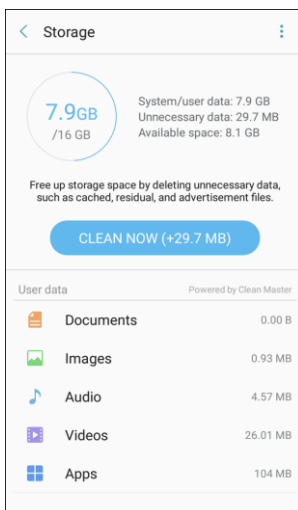 Storage
7.9GB
/16 GB
System/user data: 7.9 GB
Unnecessary data: 29.7 MB
Available space: 8.1 GB
Free up storage space by deleting unnecessary data,
such as cached, residual, and advertisement files.
CLEAN NOW (+29.7 MB)
User data Powered by Clean Master
Documents 0.00 B
Images 0.93 MB
Audio 4.57 MB
Videos 26.01 MB
Apps 104 MB